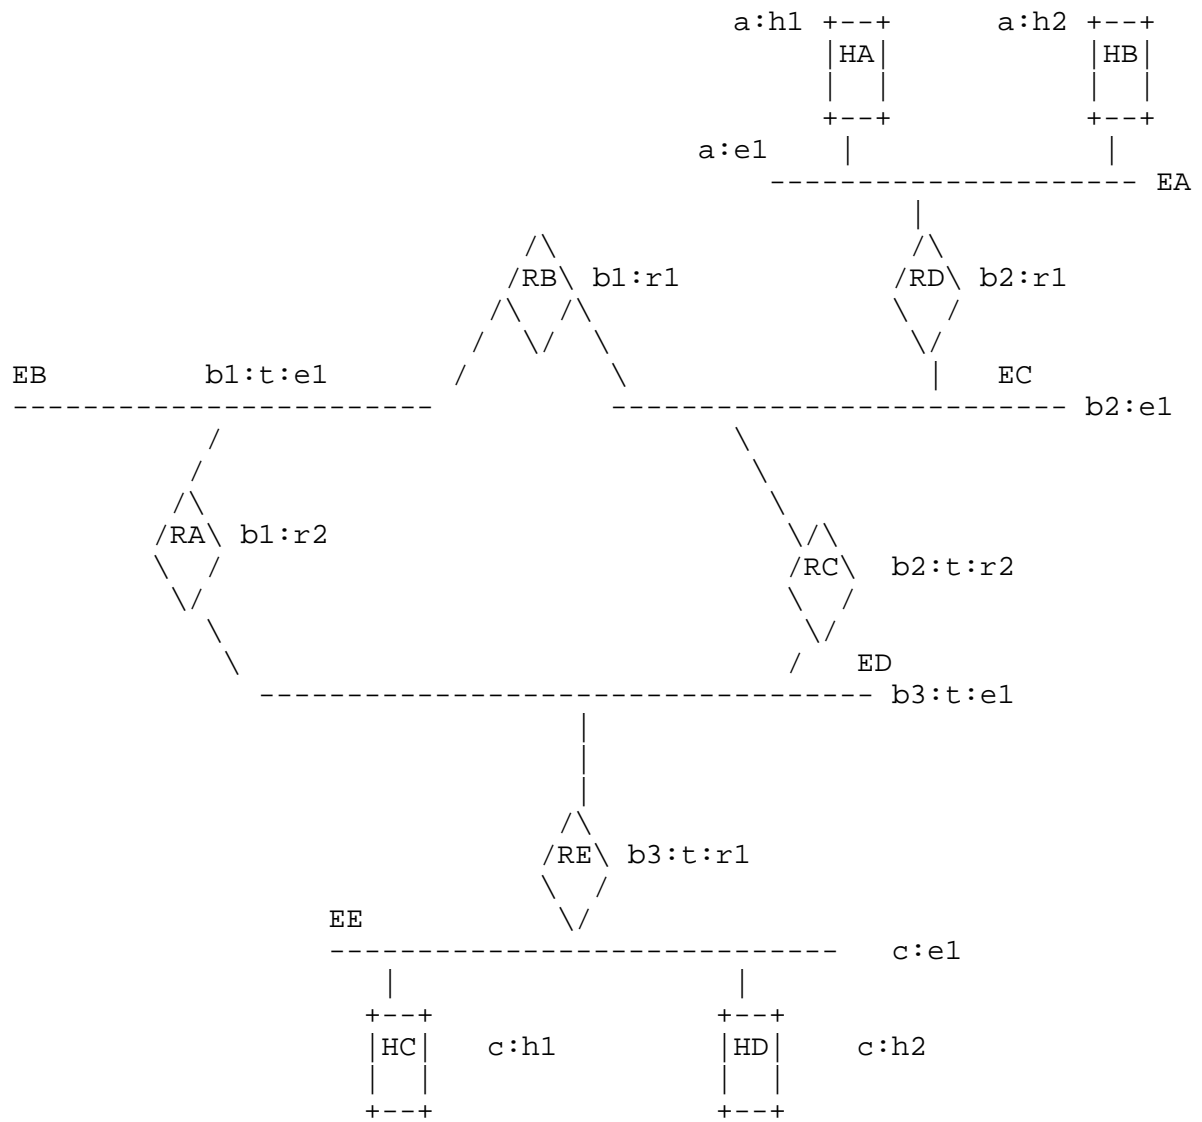 a:h1 +--+ a:h2 +--+
|HA| |HB|
| | | |
+--+ +--+
a:e1 | |
--------------------- EA
|
/\ /\
/RB\ b1:r1 /RD\ b2:r1
/\ /\ \ /
/ \/ \ \/
EB b1:t:e1 / \ | EC
------------------------ -------------------------- b2:e1
/ \
/ \
/\ \
/RA\ b1:r2 \/\
\ / /RC\ b2:t:r2
\/ \ /
\ \/
\ / ED
----------------------------------- b3:t:e1
|
|
|
/\
/RE\ b3:t:r1
\ /
EE \/
----------------------------- c:e1
| |
+--+ +--+
|HC| c:h1 |HD| c:h2
| | | |
+--+ +--+